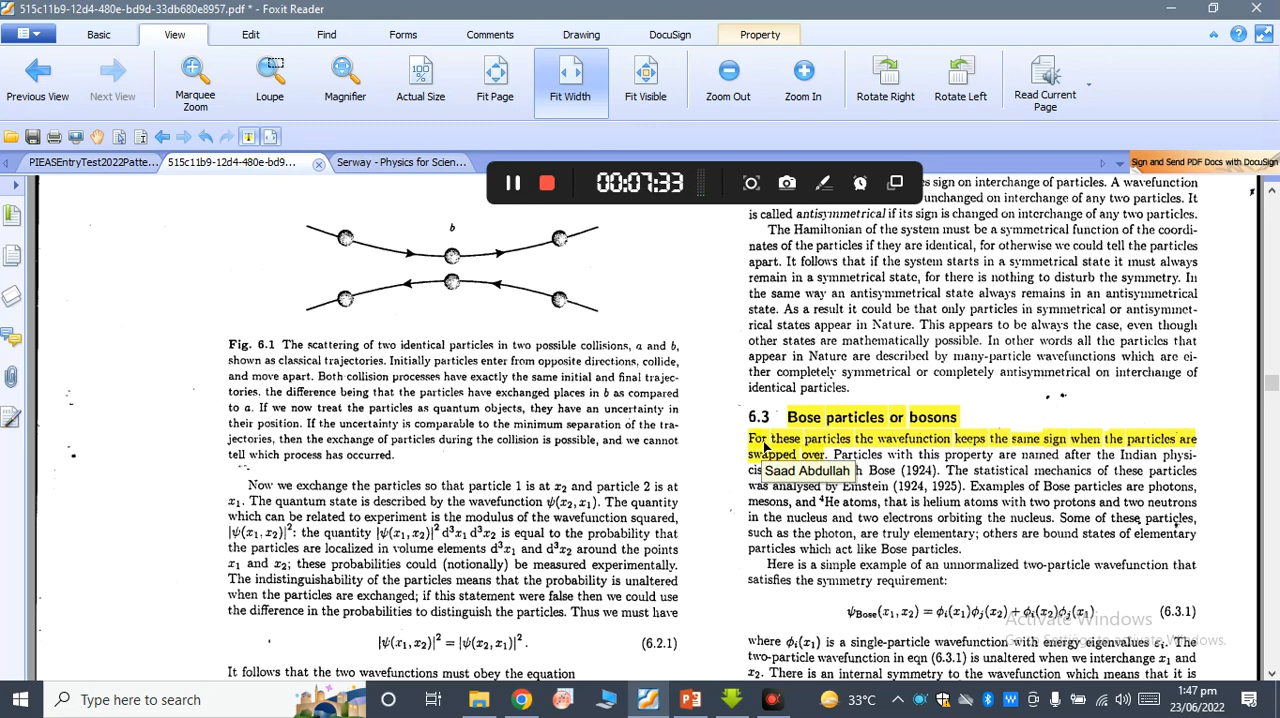 515c11b9-12d4-480e-bd9d-33db680e8957.pdf * - Foxit Reader
Basic View Edit Find Forms Comments Drawing DocuSign Property
Previous View
Next View
Marquee Zoom
Loupe
Magnifier
Actual Size
Fit Page
Fit Width
Fit Visible
Zoom Out
Zoom In
Rotate Right
Rotate Left
Read Current Page
PIEASEntryTest2022Patte...
515c11b9-12d4-480e-bd9...
Serway - Physics for Scien...
Sign and Send PDF Docs with DocuSign
00:07:33
b
Fig. 6.1 The scattering of two identical particles in two possible collisions, a and b,
shown as classical trajectories. Initially particles enter from opposite directions, collide,
and move apart. Both collision processes have exactly the same initial and final trajec-
tories, the difference being that the particles have exchanged places in b as compared
to a. If we now treat the particles as quantum objects, they have an uncertainty in
their position. If the uncertainty is comparable to the minimum separation of the tra-
jectories, then the exchange of particles during the collision is possible, and we cannot
tell which process has occurred.
Now we exchange the particles so that particle 1 is at x2 and particle 2 is at
x1. The quantum state is described by the wavefunction ψ(x2, x1). The quantity
which can be related to experiment is the modulus of the wavefunction squared,
|ψ(x1, x2)|²: the quantity |ψ(x1, x2)|² d³x1 d³x2 is equal to the probability that
the particles are localized in volume elements d³x1 and d³x2 around the points
x1 and x2; these probabilities could (notionally) be measured experimentally.
The indistinguishability of the particles means that the probability is unaltered
when the particles are exchanged; if this statement were false then we could use
the difference in the probabilities to distinguish the particles. Thus we must have
|ψ(x1, x2)|² = |ψ(x2, x1)|². (6.2.1)
It follows that the two wavefunctions must obey the equation
s sign on interchange of particles. A wavefunction
unchanged on interchange of any two particles. It
is called antisymmetrical if its sign is changed on interchange of any two particles.
The Hamiltonian of the system must be a symmetrical function of the coordi-
nates of the particles if they are identical, for otherwise we could tell the particles
apart. It follows that if the system starts in a symmetrical state it must always
remain in a symmetrical state, for there is nothing to disturb the symmetry. In
the same way an antisymmetrical state always remains in an antisymmetrical
state. As a result it could be that only particles in symmetrical or antisymmet-
rical states appear in Nature. This appears to be always the case, even though
other states are mathematically possible. In other words all the particles that
appear in Nature are described by many-particle wavefunctions which are ei-
ther completely symmetrical or completely antisymmetrical on interchange of
identical particles.
6.3 Bose particles or bosons
For these particles the wavefunction keeps the same sign when the particles are
swapped over. Particles with this property are named after the Indian physi-
Saad Abdullah
h Bose (1924). The statistical mechanics of these particles
was analysed by Einstein (1924, 1925). Examples of Bose particles are photons,
mesons, and ⁴He atoms, that is helium atoms with two protons and two neutrons
in the nucleus and two electrons orbiting the nucleus. Some of these particles,
such as the photon, are truly elementary; others are bound states of elementary
particles which act like Bose particles.
Here is a simple example of an unnormalized two-particle wavefunction that
satisfies the symmetry requirement:
ψBose(x1, x2) = ϕi(x1)ϕj(x2) + ϕi(x2)ϕj(x1) (6.3.1)
Activate Windows
Go to Settings to activate Windows.
where ϕi(x1) is a single-particle wavefunction with energy eigenvalues εi. The
two-particle wavefunction in eqn (6.3.1) is unaltered when we interchange x1 and
x2. There is an internal symmetry to the wavefunction which means that it is
Type here to search
33°C
1:47 pm
23/06/2022